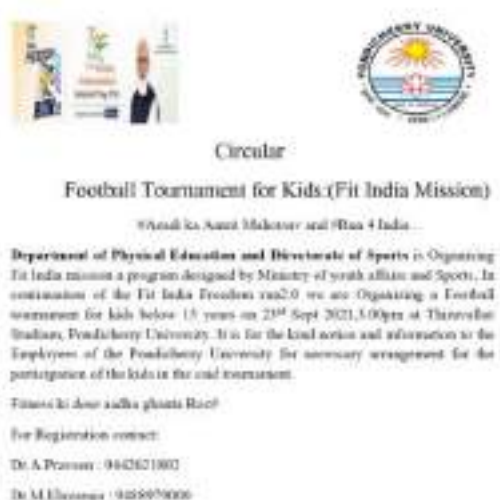 PONDICHERRY UNIVERSITY
Circular
Football Tournament for Kids:(Fit India Mission)
#Azadi ka Amrit Mahotsav and #Run 4 India
Department of Physical Education and Directorate of Sports is Organizing
Fit India mission a program designed by Ministry of youth affairs and Sports. In
continuation of the Fit India Freedom run2.0 we are Organizing a Football
tournament for kids below 15 years on Sept 2021,3.00pm at Thiruvallur
Stadium, Pondicherry University. It is for the kind notice and information to the
Employees of the Pondicherry University for necessary arrangement for the
participation of the kids in the said tournament.
Fitness ki dose aadha ghanta Roz#
For Registration contact:
Dr.A.Praveen :
Dr.M.Elayaraja :